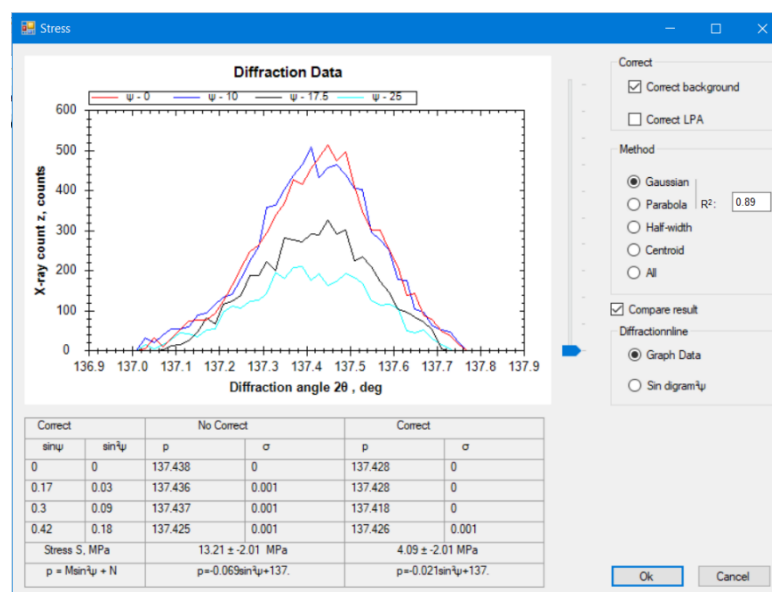 Stress
Diffraction Data
ψ - 0 ψ - 10 ψ - 17.5 ψ - 25
600
500
400
300
200
100
0
X-ray count z, counts
136.9 137.0 137.1 137.2 137.3 137.4 137.5 137.6 137.7 137.8 137.9
Diffraction angle 2θ , deg
Correct
Correct background
Correct LPA
Method
Gaussian
Parabola R²: 0.89
Half-width
Centroid
All
Compare result
Diffractionnline
Graph Data
Sin digram²ψ
Correct No Correct Correct
sinψ sin²ψ p σ p σ
0 0 137.438 0 137.428 0
0.17 0.03 137.436 0.001 137.428 0
0.3 0.09 137.437 0.001 137.418 0
0.42 0.18 137.425 0.001 137.426 0.001
Stress S, MPa 13.21 ± -2.01 MPa 4.09 ± -2.01 MPa
p = Msin²ψ + N p=-0.069sin²ψ+137. p=-0.021sin²ψ+137.
Ok Cancel